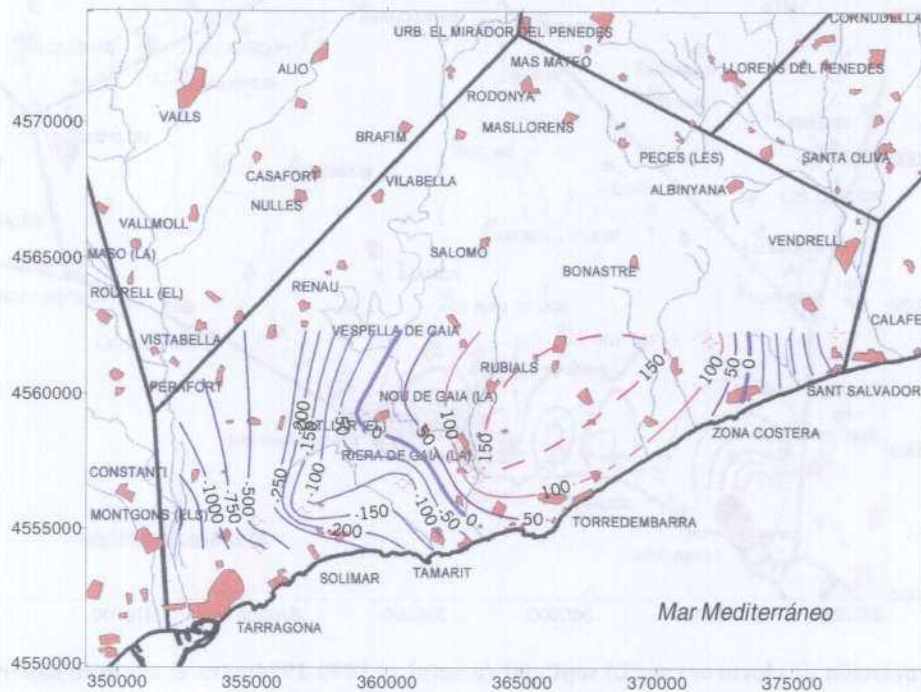 CORNUDELLA
URB. EL MIRADOR DEL PENEDES
MAS MATEO
LLORENS DEL PENEDES
ALIO
RODONYA
VALLS
4570000
MASLLORENS
BRAFIM
PECES (LES)
SANTA OLIVA
CASAFORT
VILABELLA
ALBINYANA
NULLES
VALLMOLL
VENDRELL
MASO (LA)
SALOMO
4565000
BONASTRE
ROURELL (EL)
RENAU
CALAFE
VESPELLA DE GAIA
VISTABELLA
150
100
50
0
RUBIALS
4560000
PERAFORT
NOU DE GAIA (LA)
SANT SALVADOR
100
-200
-150
-50
0
50
150
ZONA COSTERA
RIERA DE GAIA (LA)
CONSTANTI
-1000
-750
-500
-250
-100
100
MONTGONS (ELS)
-150
-100
-50
0
50
TORREDEMBARRA
4555000
-200
SOLIMAR
TAMARIT
TARRAGONA
Mar Mediterráneo
4550000
350000
355000
360000
365000
370000
375000